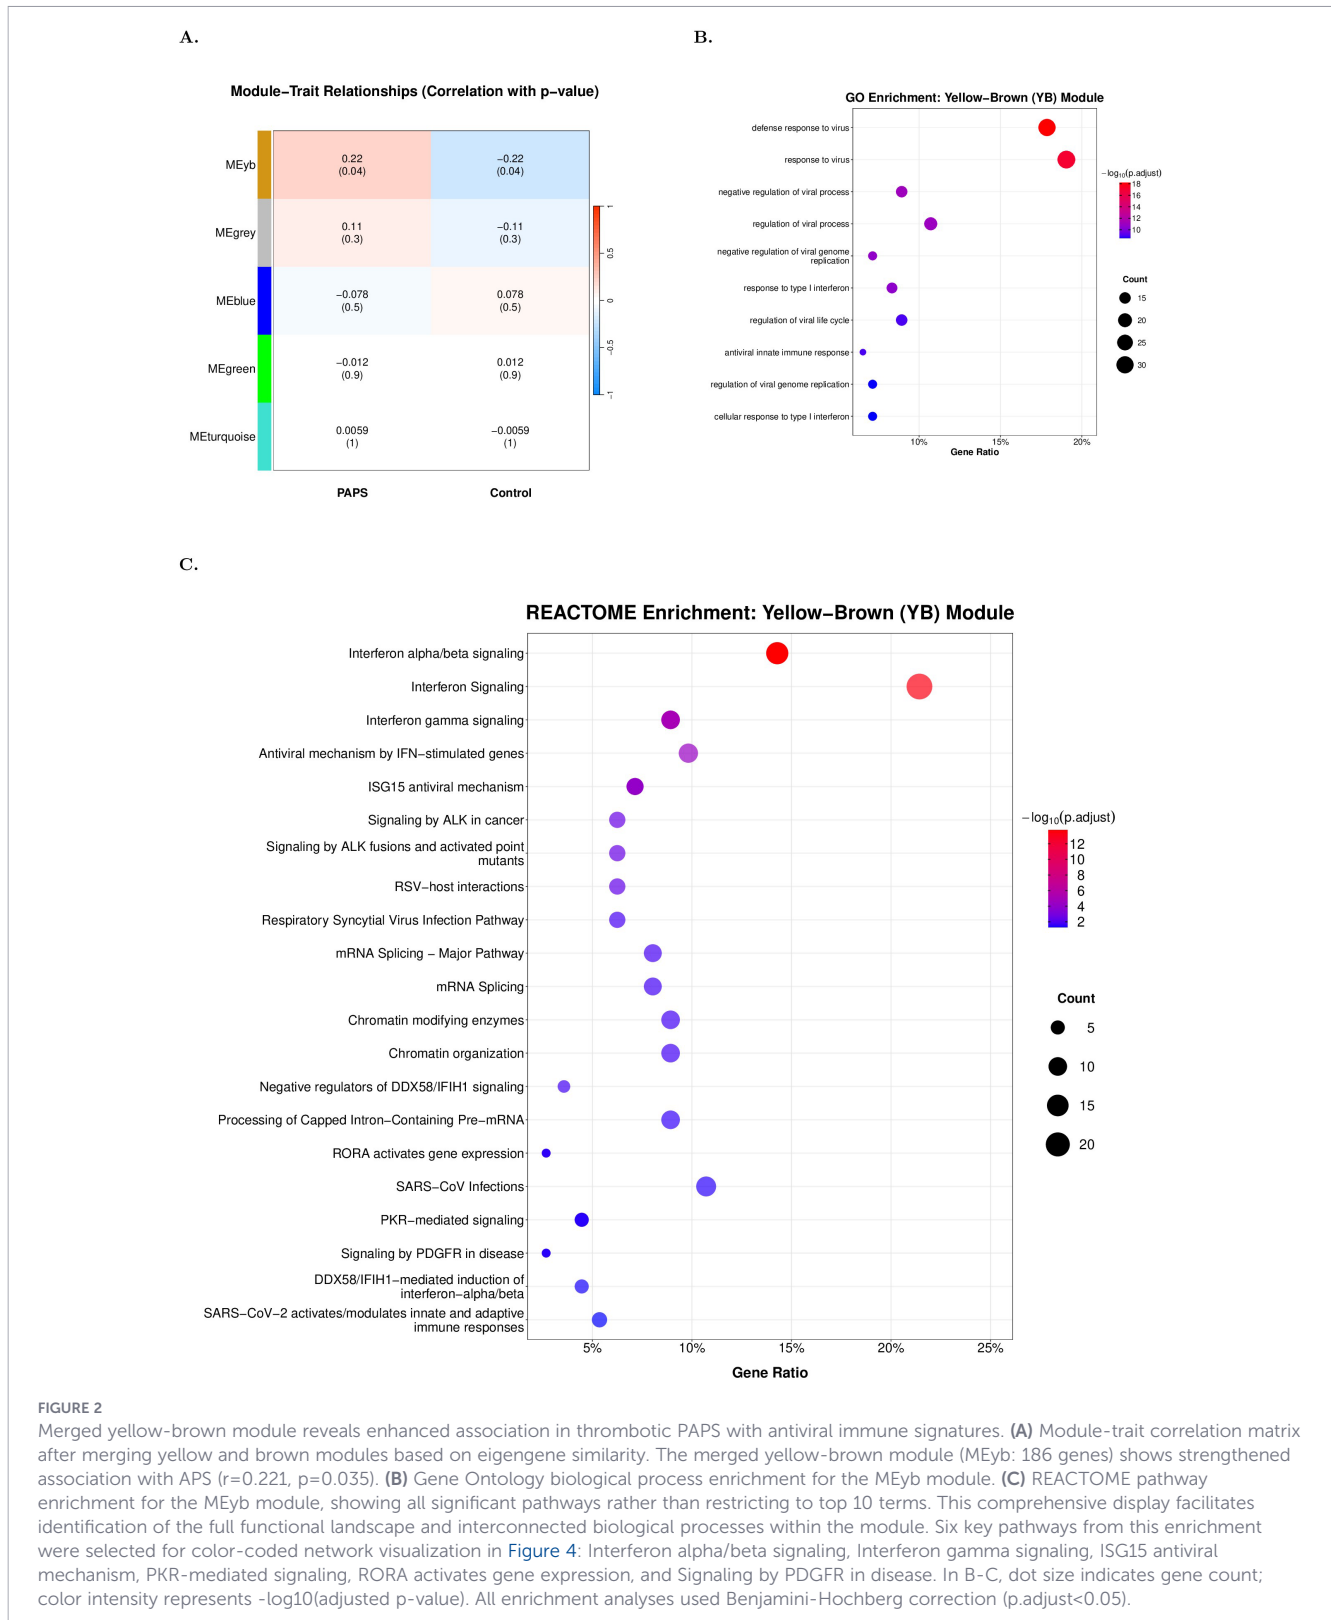 A.
Module−Trait Relationships (Correlation with p−value)
MEyb
0.22
(0.04)
−0.22
(0.04)
MEgrey
0.11
(0.3)
−0.11
(0.3)
MEblue
−0.078
(0.5)
0.078
(0.5)
MEgreen
−0.012
(0.9)
0.012
(0.9)
MEturquoise
0.0059
(1)
−0.0059
(1)
PAPS
Control
1
0.5
0
−0.5
−1
B.
GO Enrichment: Yellow−Brown (YB) Module
defense response to virus
response to virus
negative regulation of viral process
regulation of viral process
negative regulation of viral genome
replication
response to type I interferon
regulation of viral life cycle
antiviral innate immune response
regulation of viral genome replication
cellular response to type I interferon
10%
15%
20%
Gene Ratio
−log10(p.adjust)
18
16
14
12
10
Count
15
20
25
30
C.
REACTOME Enrichment: Yellow−Brown (YB) Module
Interferon alpha/beta signaling
Interferon Signaling
Interferon gamma signaling
Antiviral mechanism by IFN−stimulated genes
ISG15 antiviral mechanism
Signaling by ALK in cancer
Signaling by ALK fusions and activated point
mutants
RSV−host interactions
Respiratory Syncytial Virus Infection Pathway
mRNA Splicing − Major Pathway
mRNA Splicing
Chromatin modifying enzymes
Chromatin organization
Negative regulators of DDX58/IFIH1 signaling
Processing of Capped Intron−Containing Pre−mRNA
RORA activates gene expression
SARS−CoV Infections
PKR−mediated signaling
Signaling by PDGFR in disease
DDX58/IFIH1−mediated induction of
interferon−alpha/beta
SARS−CoV−2 activates/modulates innate and adaptive
immune responses
5%
10%
15%
20%
25%
Gene Ratio
−log10(p.adjust)
12
10
8
6
4
2
Count
5
10
15
20
FIGURE 2
Merged yellow-brown module reveals enhanced association in thrombotic PAPS with antiviral immune signatures. (A) Module-trait correlation matrix
after merging yellow and brown modules based on eigengene similarity. The merged yellow-brown module (MEyb: 186 genes) shows strengthened
association with APS (r=0.221, p=0.035). (B) Gene Ontology biological process enrichment for the MEyb module. (C) REACTOME pathway
enrichment for the MEyb module, showing all significant pathways rather than restricting to top 10 terms. This comprehensive display facilitates
identification of the full functional landscape and interconnected biological processes within the module. Six key pathways from this enrichment
were selected for color-coded network visualization in Figure 4: Interferon alpha/beta signaling, Interferon gamma signaling, ISG15 antiviral
mechanism, PKR-mediated signaling, RORA activates gene expression, and Signaling by PDGFR in disease. In B-C, dot size indicates gene count;
color intensity represents -log10(adjusted p-value). All enrichment analyses used Benjamini-Hochberg correction (p.adjust<0.05).